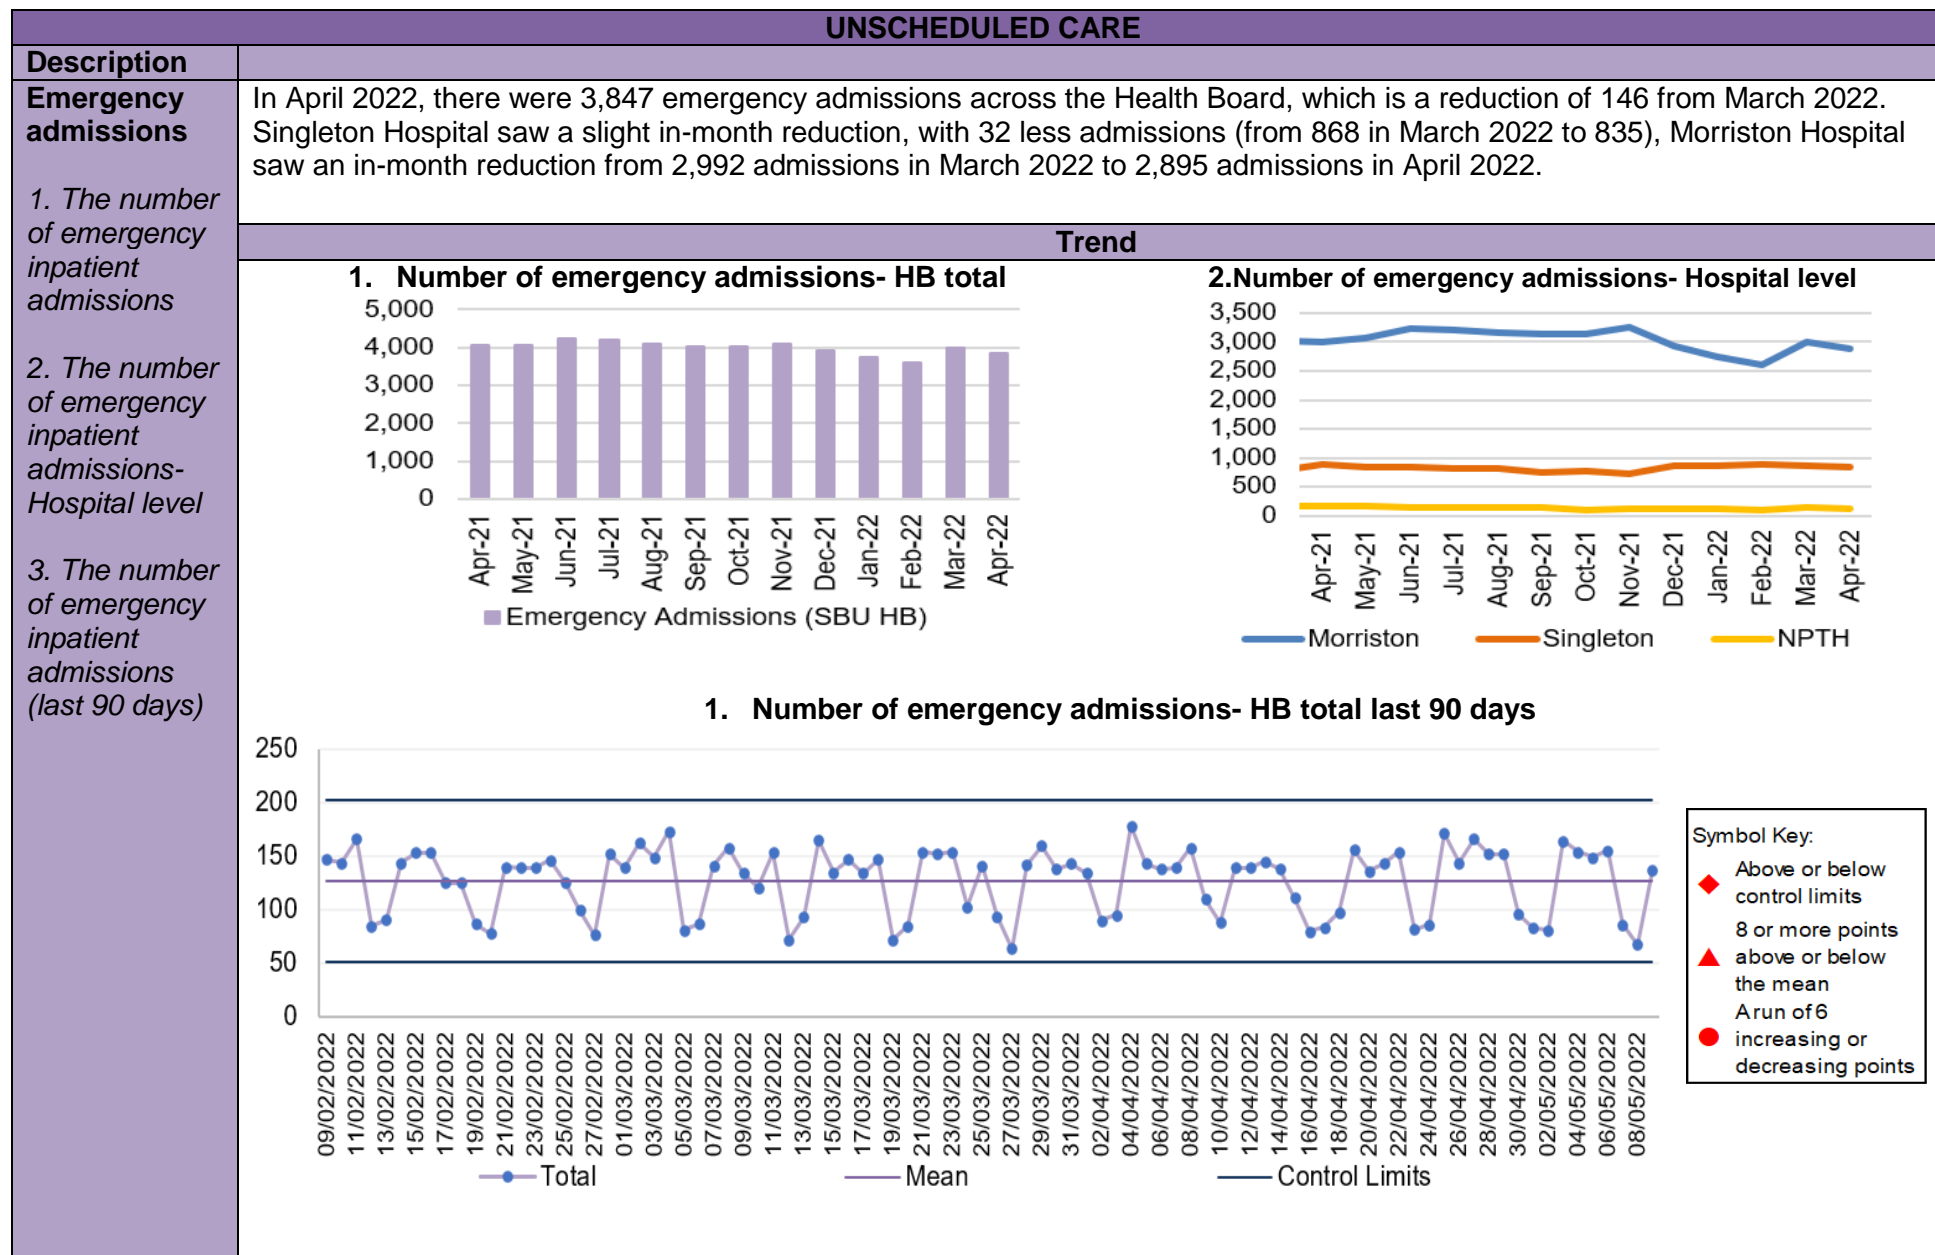 UNSCHEDULED CARE
Description
Emergency
admissions
1. The number
of emergency
inpatient
admissions
2. The number
of emergency
inpatient
admissions-
Hospital level
3. The number
of emergency
inpatient
admissions
(last 90 days)
In April 2022, there were 3,847 emergency admissions across the Health Board, which is a reduction of 146 from March 2022.
Singleton Hospital saw a slight in-month reduction, with 32 less admissions (from 868 in March 2022 to 835), Morriston Hospital
saw an in-month reduction from 2,992 admissions in March 2022 to 2,895 admissions in April 2022.
Trend
1. Number of emergency admissions- HB total
5,000
4,000
3,000
2,000
1,000
0
Apr-21
May-21
Jun-21
Jul-21
Aug-21
Sep-21
Oct-21
Nov-21
Dec-21
Jan-22
Feb-22
Mar-22
Apr-22
Emergency Admissions (SBU HB)
2.Number of emergency admissions- Hospital level
3,500
3,000
2,500
2,000
1,500
1,000
500
0
Apr-21
May-21
Jun-21
Jul-21
Aug-21
Sep-21
Oct-21
Nov-21
Dec-21
Jan-22
Feb-22
Mar-22
Apr-22
Morriston
Singleton
NPTH
1. Number of emergency admissions- HB total last 90 days
250
200
150
100
50
0
09/02/2022
11/02/2022
13/02/2022
15/02/2022
17/02/2022
19/02/2022
21/02/2022
23/02/2022
25/02/2022
27/02/2022
01/03/2022
03/03/2022
05/03/2022
07/03/2022
09/03/2022
11/03/2022
13/03/2022
15/03/2022
17/03/2022
19/03/2022
21/03/2022
23/03/2022
25/03/2022
27/03/2022
29/03/2022
31/03/2022
02/04/2022
04/04/2022
06/04/2022
08/04/2022
10/04/2022
12/04/2022
14/04/2022
16/04/2022
18/04/2022
20/04/2022
22/04/2022
24/04/2022
26/04/2022
28/04/2022
30/04/2022
02/05/2022
04/05/2022
06/05/2022
08/05/2022
Total
Mean
Control Limits
Symbol Key:
Above or below
control limits
8 or more points
above or below
the mean
A run of 6
increasing or
decreasing points